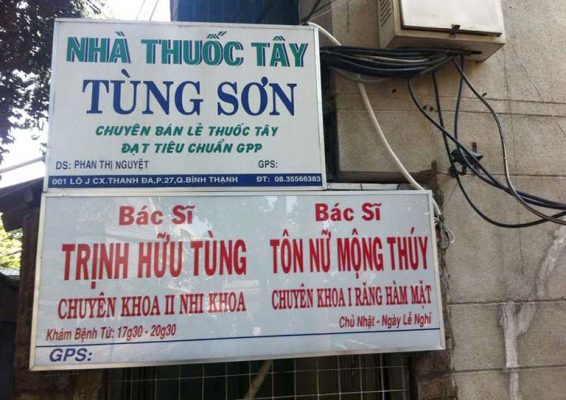 NHÀ THUỐC TÂY
TÙNG SƠN
CHUYÊN BÁN LẺ THUỐC TÂY
ĐẠT TIÊU CHUẨN GPP
DS: PHAN THỊ NGUYỆT GPS:
001 LÔ J CX.THANH ĐA,P.27,Q.BÌNH THẠNH ĐT: 08.35566383
Bác Sĩ
TRỊNH HỮU TÙNG
CHUYÊN KHOA II NHI KHOA
Khám Bệnh Từ: 17g30 - 20g30
Bác Sĩ
TÔN NỮ MỘNG THÚY
CHUYÊN KHOA I RĂNG HÀM MẶT
Chủ Nhật - Ngày Lễ Nghỉ
GPS: